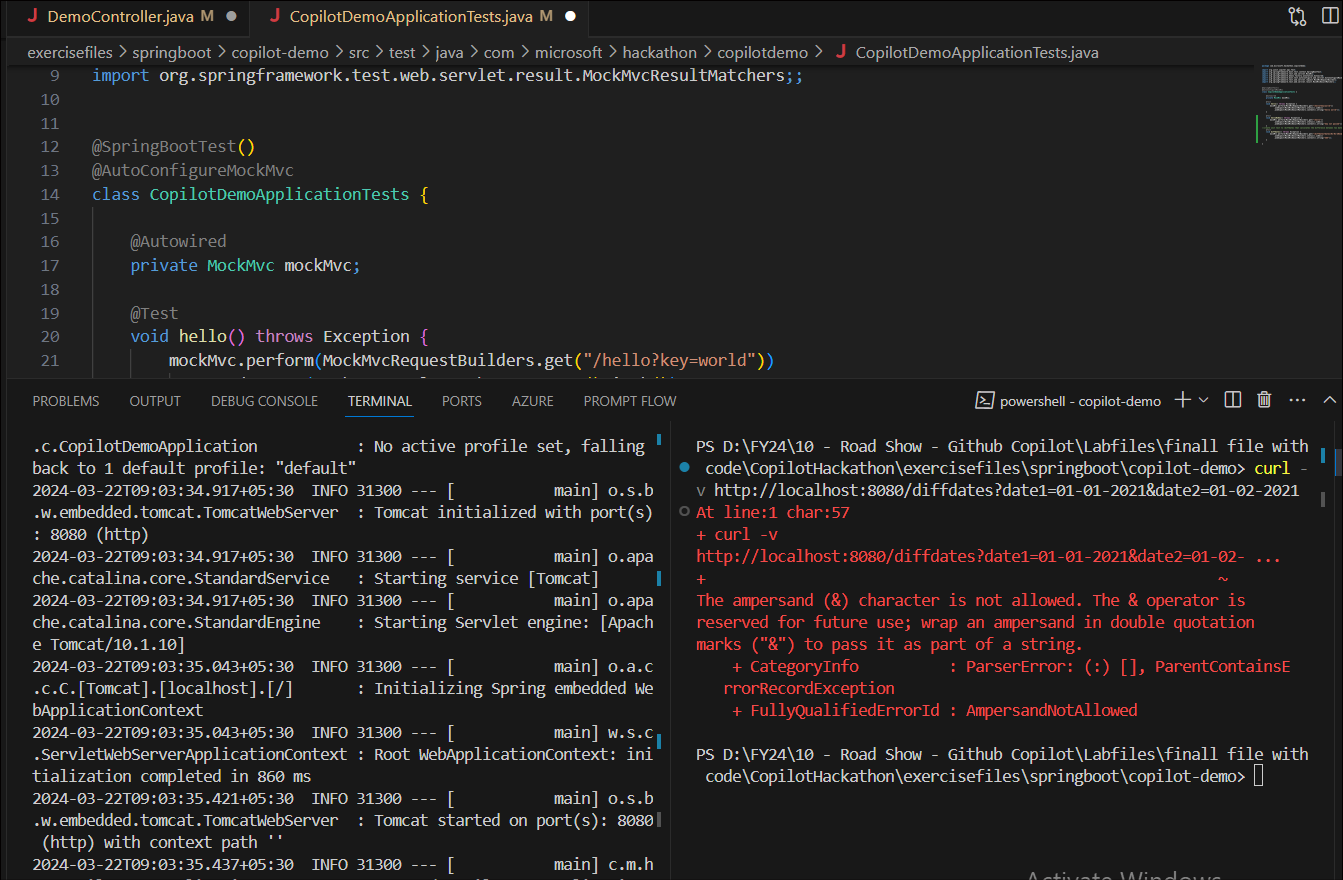 DemoController.java M
CopilotDemoApplicationTests.java M
exercisefiles > springboot > copilot-demo > src > test > java > com > microsoft > hackathon > copilotdemo > CopilotDemoApplicationTests.java
9 import org.springframework.test.web.servlet.result.MockMvcResultMatchers;;
10
11
12 @SpringBootTest()
13 @AutoConfigureMockMvc
14 class CopilotDemoApplicationTests {
15
16 @Autowired
17 private MockMvc mockMvc;
18
19 @Test
20 void hello() throws Exception {
21 mockMvc.perform(MockMvcRequestBuilders.get("/hello?key=world"))
PROBLEMS OUTPUT DEBUG CONSOLE TERMINAL PORTS AZURE PROMPT FLOW
powershell - copilot-demo
.c.CopilotDemoApplication : No active profile set, falling
back to 1 default profile: "default"
2024-03-22T09:03:34.917+05:30 INFO 31300 --- [ main] o.s.b
.w.embedded.tomcat.TomcatWebServer : Tomcat initialized with port(s)
: 8080 (http)
2024-03-22T09:03:34.917+05:30 INFO 31300 --- [ main] o.apa
che.catalina.core.StandardService : Starting service [Tomcat]
2024-03-22T09:03:34.917+05:30 INFO 31300 --- [ main] o.apa
che.catalina.core.StandardEngine : Starting Servlet engine: [Apach
e Tomcat/10.1.10]
2024-03-22T09:03:35.043+05:30 INFO 31300 --- [ main] o.a.c
.c.C.[Tomcat].[localhost].[/] : Initializing Spring embedded We
bApplicationContext
2024-03-22T09:03:35.043+05:30 INFO 31300 --- [ main] w.s.c
.ServletWebServerApplicationContext : Root WebApplicationContext: ini
tialization completed in 860 ms
2024-03-22T09:03:35.421+05:30 INFO 31300 --- [ main] o.s.b
.w.embedded.tomcat.TomcatWebServer : Tomcat started on port(s): 8080
(http) with context path ''
2024-03-22T09:03:35.437+05:30 INFO 31300 --- [ main] c.m.h
PS D:\FY24\10 - Road Show - Github Copilot\Labfiles\finall file with
code\CopilotHackathon\exercisefiles\springboot\copilot-demo> curl -
v http://localhost:8080/diffdates?date1=01-01-2021&date2=01-02-2021
At line:1 char:57
+ curl -v
http://localhost:8080/diffdates?date1=01-01-2021&date2=01-02- ...
+ ~
The ampersand (&) character is not allowed. The & operator is
reserved for future use; wrap an ampersand in double quotation
marks ("&") to pass it as part of a string.
+ CategoryInfo : ParserError: (:) [], ParentContainsE
rrorRecordException
+ FullyQualifiedErrorId : AmpersandNotAllowed
PS D:\FY24\10 - Road Show - Github Copilot\Labfiles\finall file with
code\CopilotHackathon\exercisefiles\springboot\copilot-demo>
Activate Windows